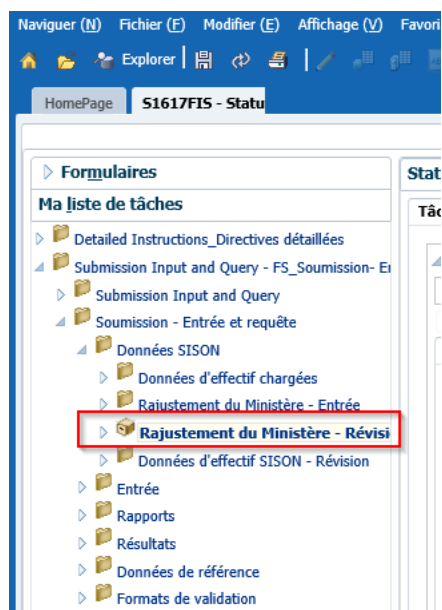 Naviguer (N) Fichier (F) Modifier (E) Affichage (V) Favori
Explorer
HomePage S1617FIS - Statu
Formulaires
Stat
Ma liste de tâches
Tâc
Detailed Instructions_Directives détaillées
Submission Input and Query - FS_Soumission- En
Submission Input and Query
Soumission - Entrée et requête
Données SISON
Données d'effectif chargées
Rajustement du Ministère - Entrée
Rajustement du Ministère - Révisi
Données d'effectif SISON - Révision
Entrée
Rapports
Résultats
Données de référence
Formats de validation